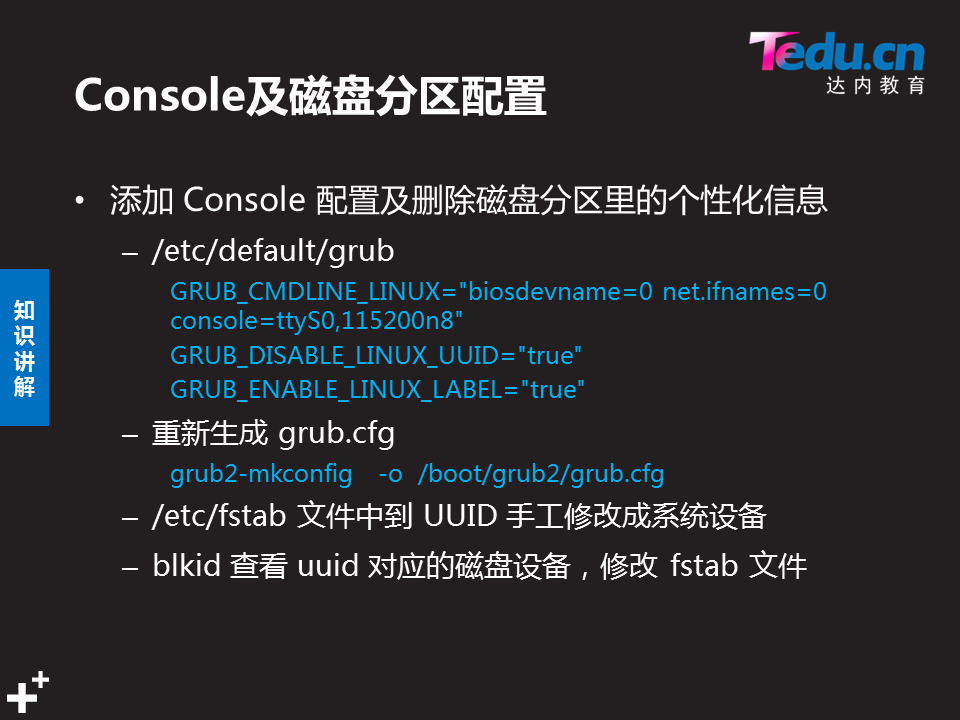 Tedu.cn
达内教育
Console及磁盘分区配置
• 添加 Console 配置及删除磁盘分区里的个性化信息
– /etc/default/grub
GRUB_CMDLINE_LINUX="biosdevname=0 net.ifnames=0
console=ttyS0,115200n8"
GRUB_DISABLE_LINUX_UUID="true"
GRUB_ENABLE_LINUX_LABEL="true"
– 重新生成 grub.cfg
grub2-mkconfig -o /boot/grub2/grub.cfg
– /etc/fstab 文件中到 UUID 手工修改成系统设备
– blkid 查看 uuid 对应的磁盘设备，修改 fstab 文件
知识讲解